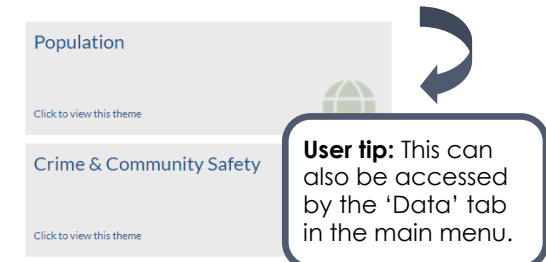 Population
Click to view this theme
Crime & Community Safety
Click to view this theme
User tip: This can
also be accessed
by the ‘Data’ tab
in the main menu.